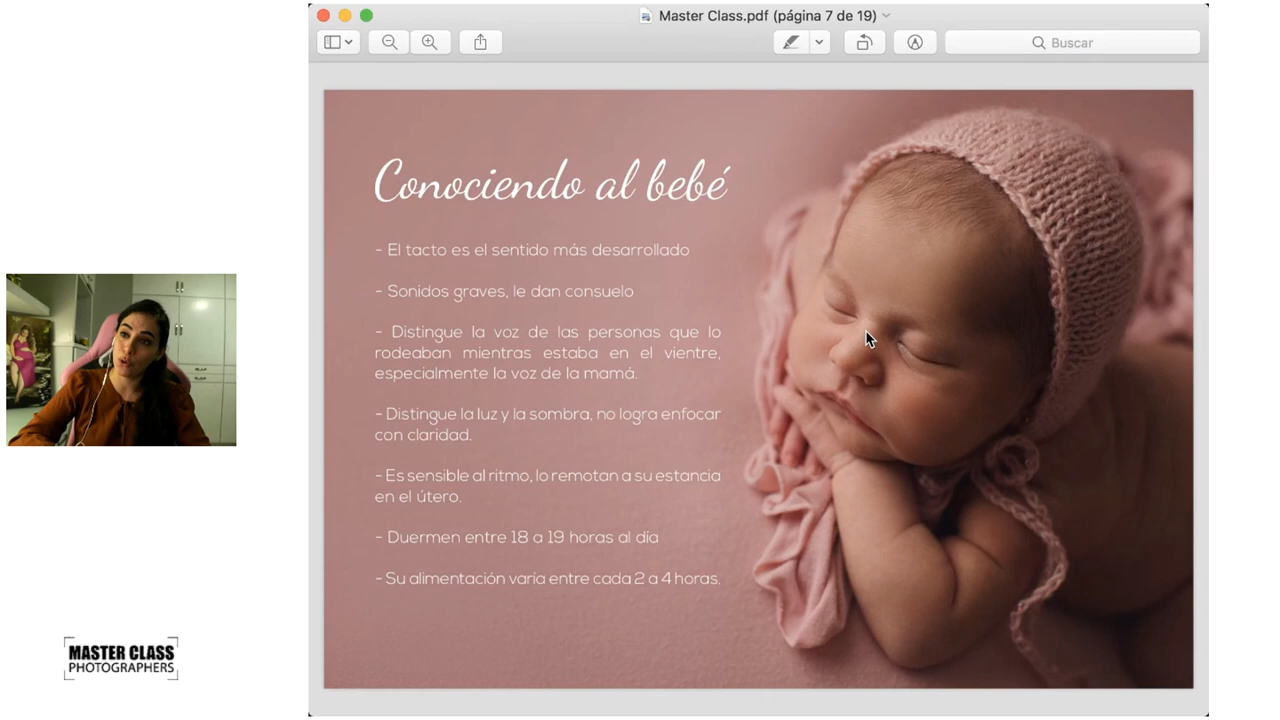 Master Class.pdf (página 7 de 19)
Buscar
Conociendo al bebé
- El tacto es el sentido más desarrollado
- Sonidos graves, le dan consuelo
- Distingue la voz de las personas que lo
rodeaban mientras estaba en el vientre,
especialmente la voz de la mamá.
- Distingue la luz y la sombra, no logra enfocar
con claridad.
- Es sensible al ritmo, lo remotan a su estancia
en el útero.
- Duermen entre 18 a 19 horas al día
- Su alimentación varía entre cada 2 a 4 horas.
MASTER CLASS
PHOTOGRAPHERS